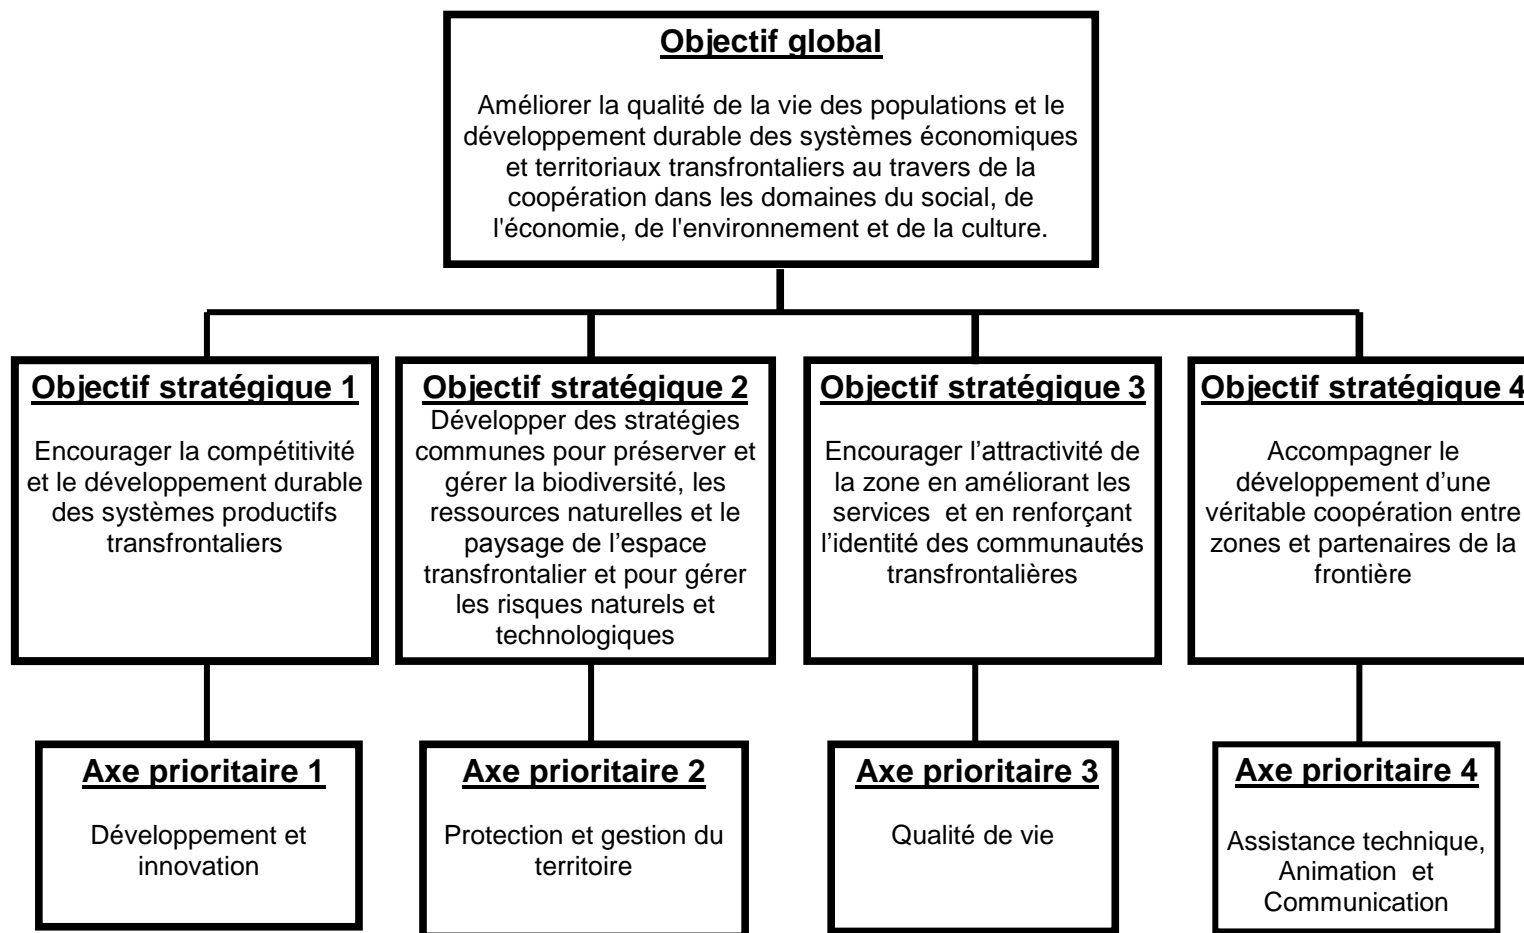 Objectif global
Améliorer la qualité de la vie des populations et le
développement durable des systèmes économiques
et territoriaux transfrontaliers au travers de la
coopération dans les domaines du social, de
l'économie, de l'environnement et de la culture.
Objectif stratégique 1
Encourager la compétitivité
et le développement durable
des systèmes productifs
transfrontaliers
Objectif stratégique 2
Développer des stratégies
communes pour préserver et
gérer la biodiversité, les
ressources naturelles et le
paysage de l’espace
transfrontalier et pour gérer
les risques naturels et
technologiques
Objectif stratégique 3
Encourager l’attractivité de
la zone en améliorant les
services et en renforçant
l’identité des communautés
transfrontalières
Objectif stratégique 4
Accompagner le
développement d’une
véritable coopération entre
zones et partenaires de la
frontière
Axe prioritaire 1
Développement et
innovation
Axe prioritaire 2
Protection et gestion du
territoire
Axe prioritaire 3
Qualité de vie
Axe prioritaire 4
Assistance technique,
Animation et
Communication